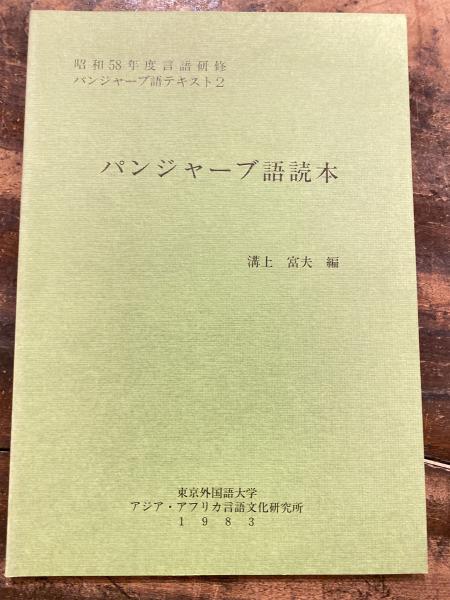 昭和58年度言語研修
パンジャーブ語テキスト2
パンジャーブ語読本
溝上 富夫 編
東京外国語大学
アジア・アフリカ言語文化研究所
1983